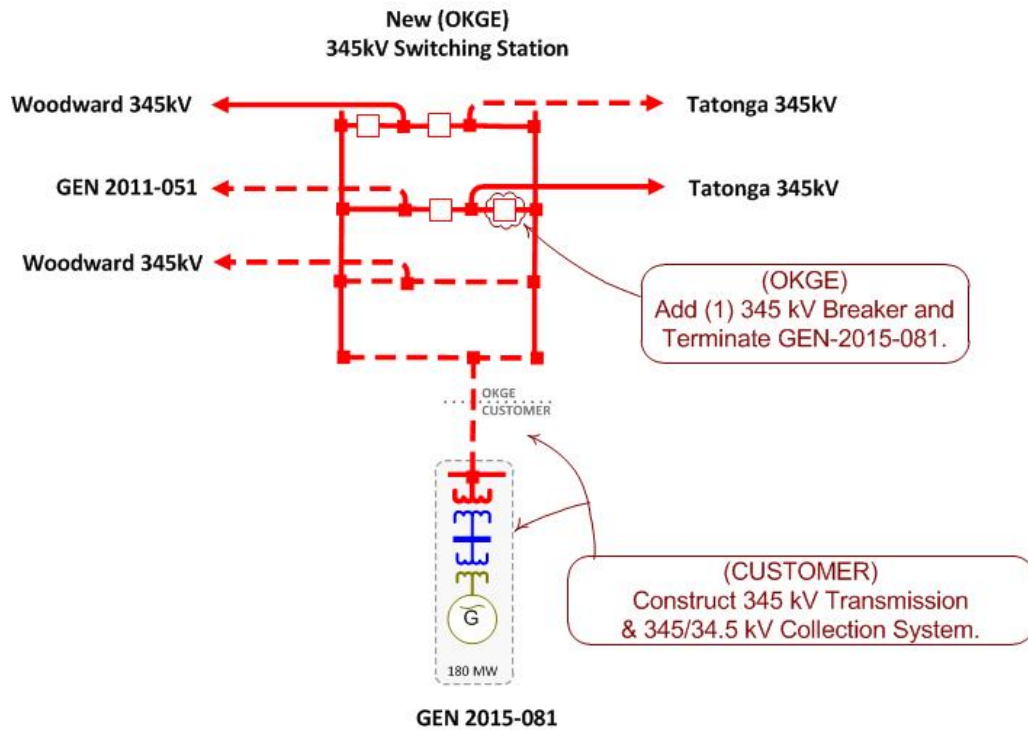 New (OKGE)
345kV Switching Station
Woodward 345kV
Tatonga 345kV
GEN 2011-051
Tatonga 345kV
Woodward 345kV
(OKGE)
Add (1) 345 kV Breaker and
Terminate GEN-2015-081.
OKGE
CUSTOMER
G
180 MW
(CUSTOMER)
Construct 345 kV Transmission
& 345/34.5 kV Collection System.
GEN 2015-081